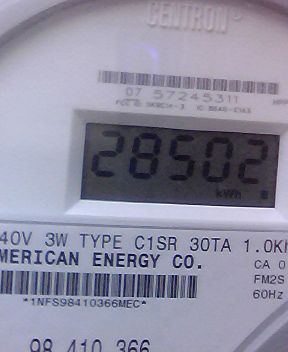 CENTRON®
07 57245311
28502
kWh
40V 3W TYPE C1SR 30TA 1.0Kh
MERICAN ENERGY CO. CA 0
FM2S
*1NFS98410366MEC* 60Hz
98 410 366